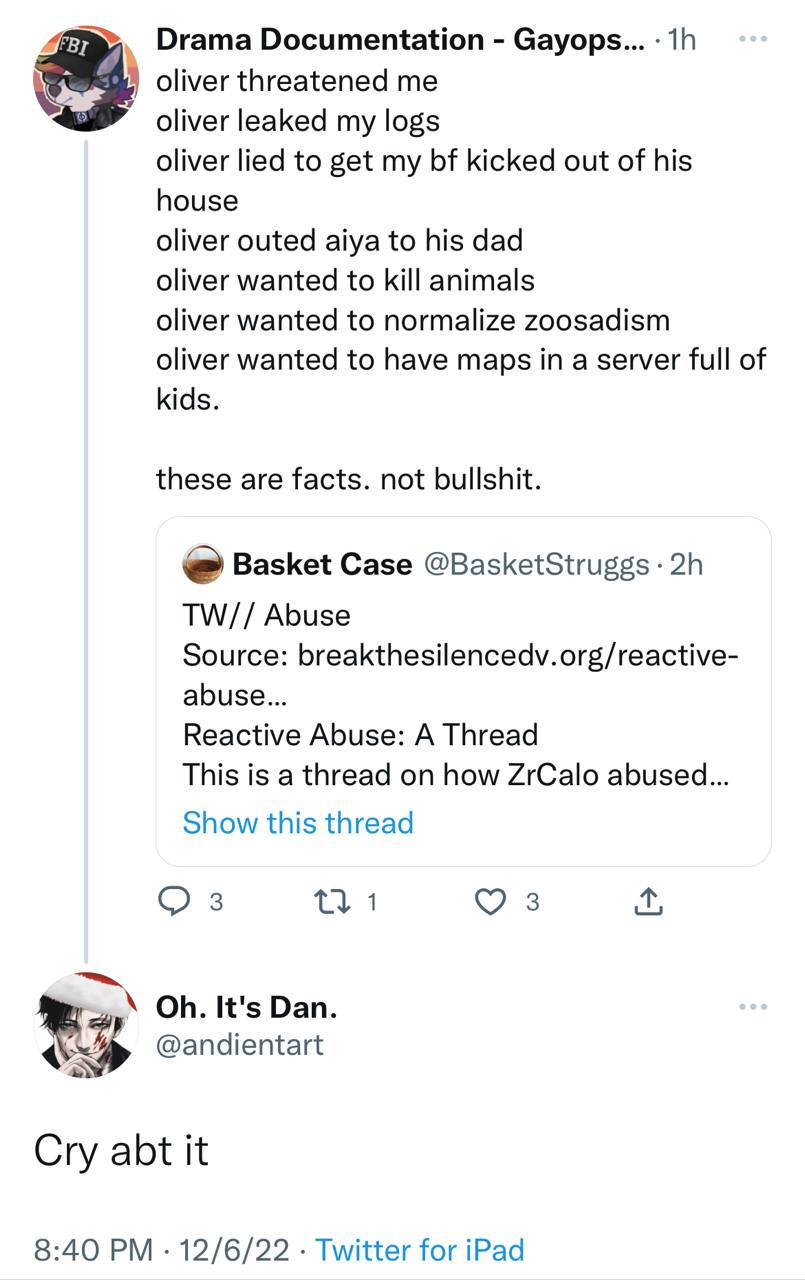 FBI
Drama Documentation - Gayops... · 1h
oliver threatened me
oliver leaked my logs
oliver lied to get my bf kicked out of his
house
oliver outed aiya to his dad
oliver wanted to kill animals
oliver wanted to normalize zoosadism
oliver wanted to have maps in a server full of
kids.
these are facts. not bullshit.
Basket Case @BasketStruggs · 2h
TW// Abuse
Source: breakthesilencedv.org/reactive-
abuse...
Reactive Abuse: A Thread
This is a thread on how ZrCalo abused...
Show this thread
3 1 3
Oh. It's Dan.
@andientart
Cry abt it
8:40 PM · 12/6/22 · Twitter for iPad